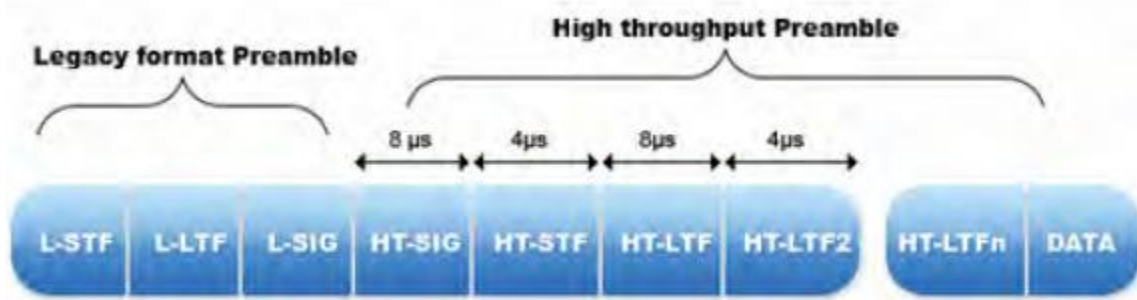 High throughput Preamble
Legacy format Preamble
8 µs 4µs 8µs 4µs
L-STF L-LTF L-SIG HT-SIG HT-STF HT-LTF HT-LTF2 HT-LTFn DATA